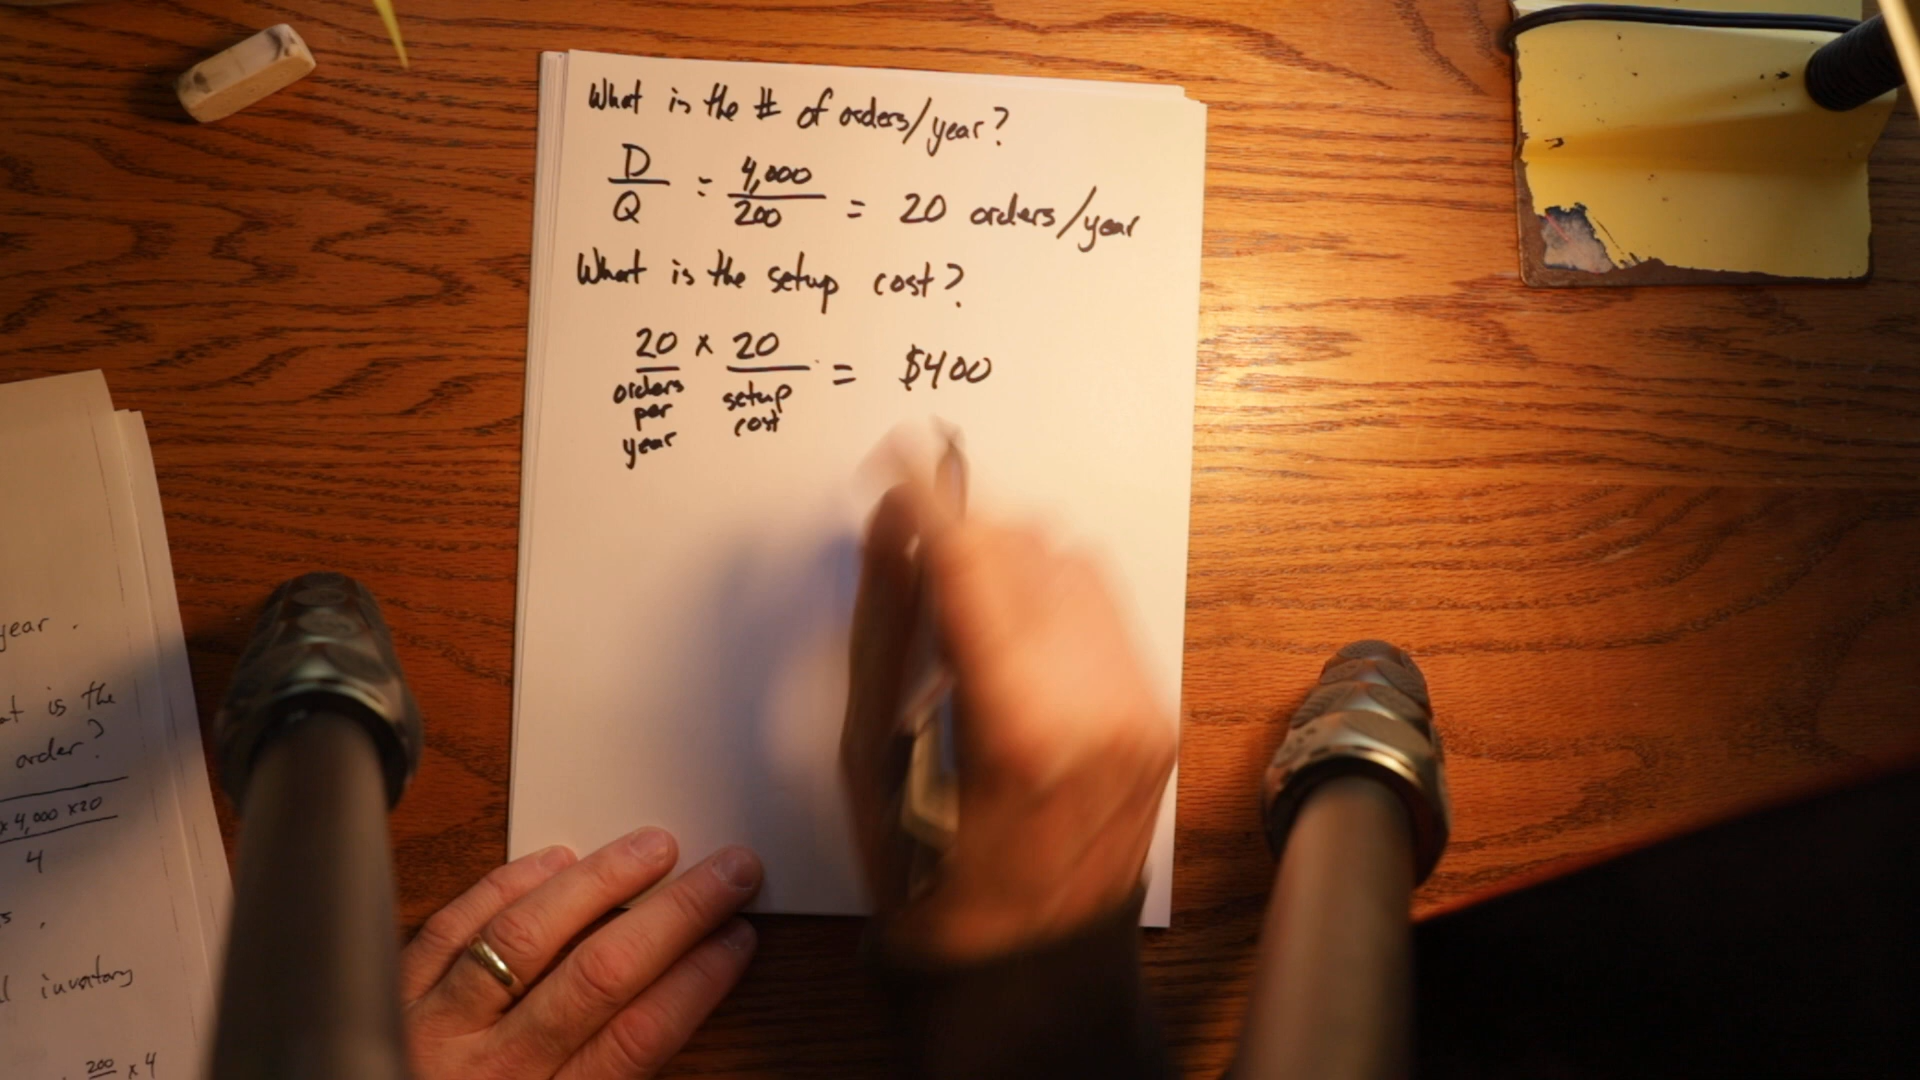 What is the # of orders/year?
D/Q = 4,000/200 = 20 orders/year
What is the setup cost?
20 x 20 = $400
orders per year
setup cost
year.
is the
order?
x 4,000 x20
4
inventory
200 x 4